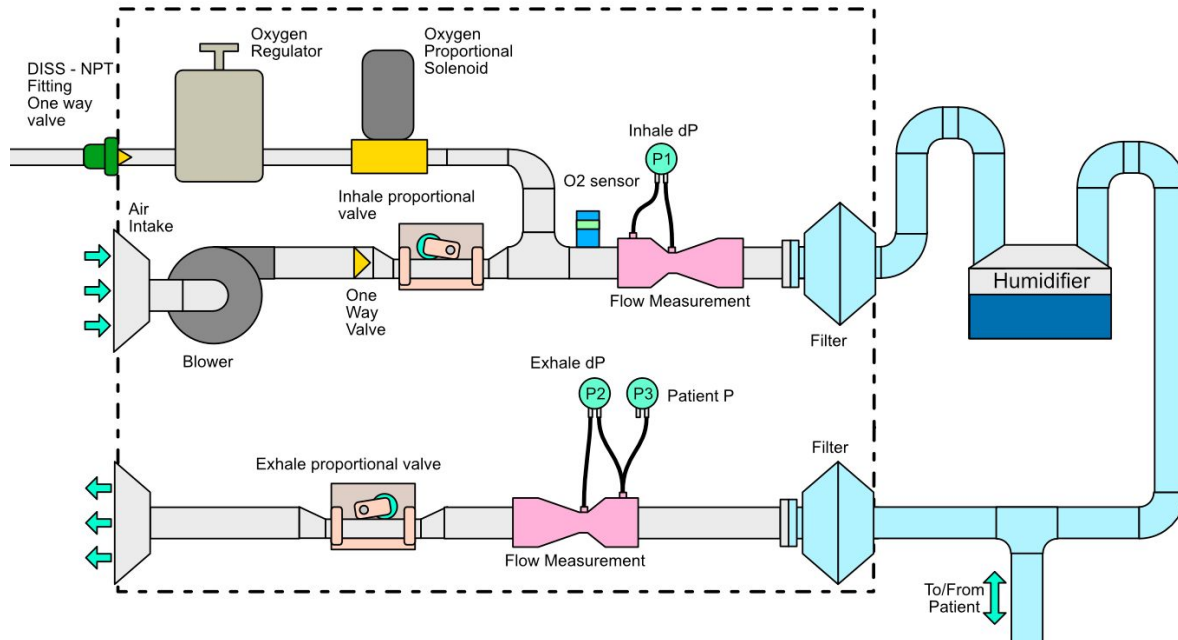 Oxygen
Regulator
Oxygen
Proportional
Solenoid
DISS - NPT
Fitting
One way
valve
Inhale dP
P1
O2 sensor
Inhale proportional
valve
Air
Intake
Humidifier
Flow Measurement
One
Way
Valve
Filter
Blower
Exhale dP
P2
P3
Patient P
Filter
Exhale proportional valve
Flow Measurement
To/From
Patient